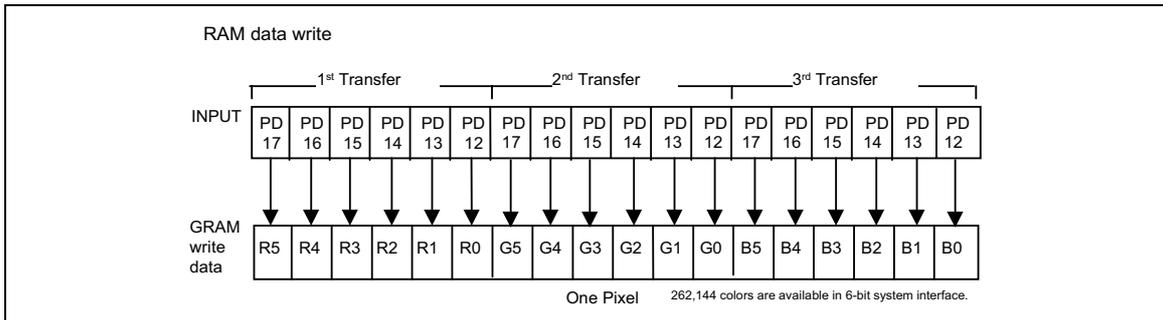 RAM data write
1st Transfer 2nd Transfer 3rd Transfer
INPUT PD 17 PD 16 PD 15 PD 14 PD 13 PD 12 PD 17 PD 16 PD 15 PD 14 PD 13 PD 12 PD 17 PD 16 PD 15 PD 14 PD 13 PD 12
GRAM write data R5 R4 R3 R2 R1 R0 G5 G4 G3 G2 G1 G0 B5 B4 B3 B2 B1 B0
One Pixel 262,144 colors are available in 6-bit system interface.